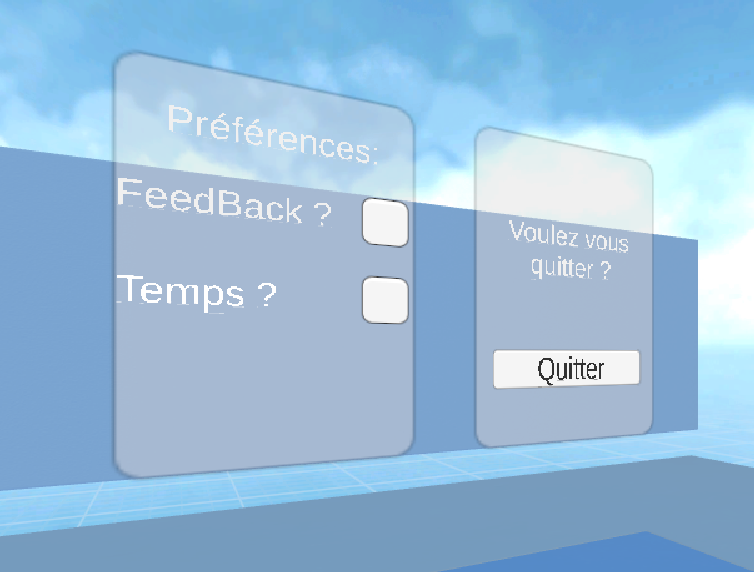 Préférences:
FeedBack ?
Temps ?
Voulez vous
quitter ?
Quitter